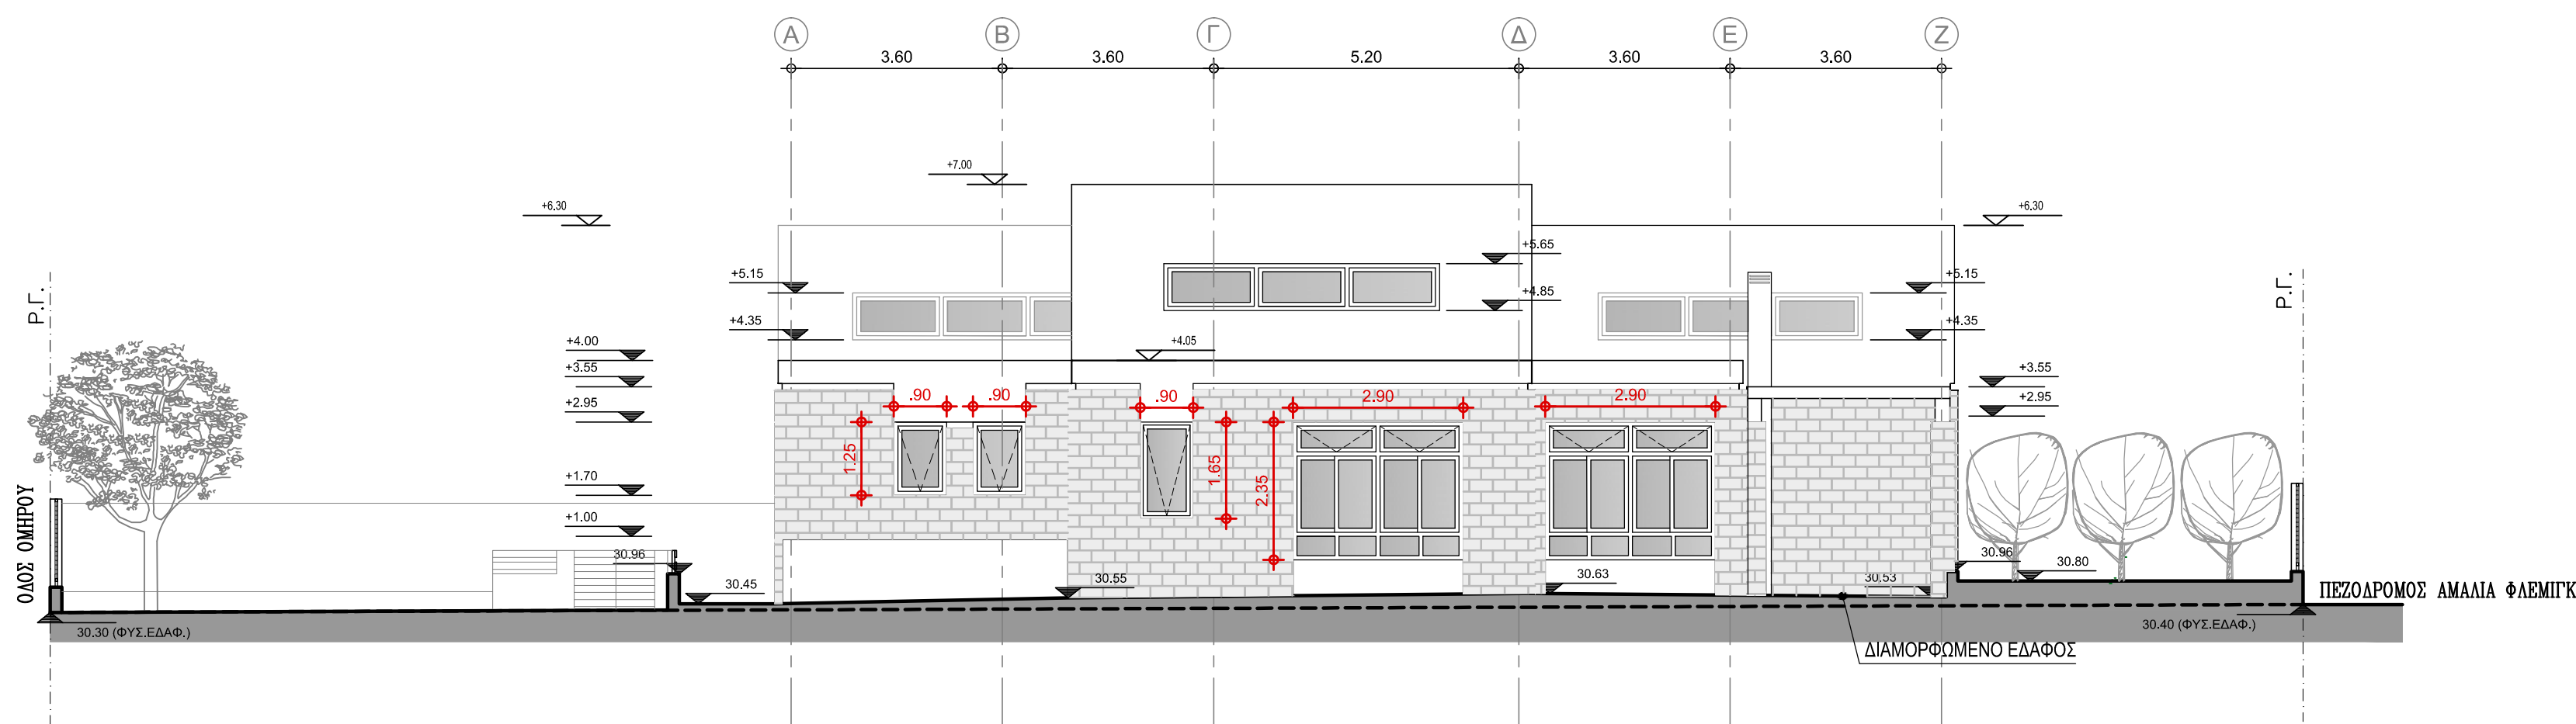 Α Β Γ Δ Ε Ζ
3.60 3.60 5.20 3.60 3.60
+7.00
+6.30 +6.30
+5.65
+5.15 +5.15
+4.85
+4.35 +4.35
+4.05
+4.00
+3.55 +3.55
+2.95 +2.95
.90 .90 .90 2.90 2.90
1.25 1.65 2.35
+1.70
+1.00
30.96 30.96
30.45 30.55 30.63 30.53 30.80
Ρ.Γ. Ρ.Γ.
ΟΔΟΣ ΟΜΗΡΟΥ
ΠΕΖΟΔΡΟΜΟΣ ΑΜΑΛΙΑ ΦΛΕΜΙΓΚ
30.30 (ΦΥΣ.ΕΔΑΦ.) 30.40 (ΦΥΣ.ΕΔΑΦ.)
ΔΙΑΜΟΡΦΩΜΕΝΟ ΕΔΑΦΟΣ